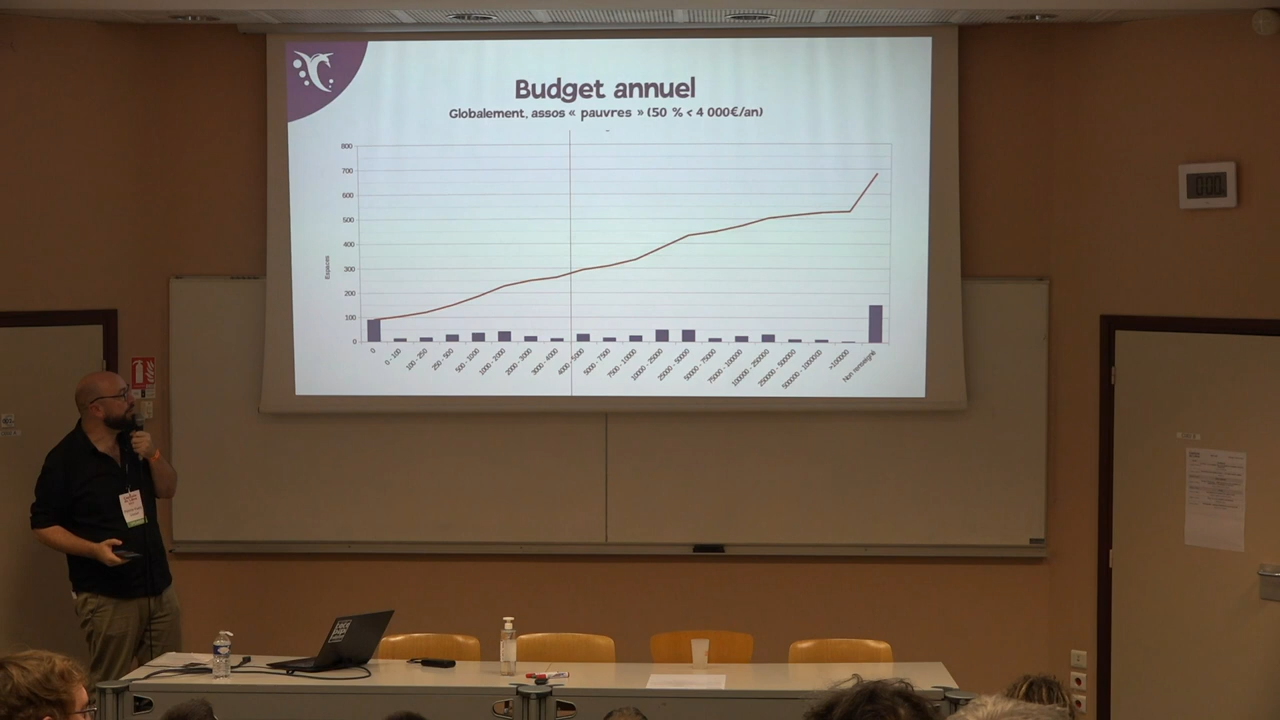 Budget annuel
Globalement, assos « pauvres » (50 % < 4 000€/an)
800
700
600
500
400
300
200
100
0
Espaces
0
0 - 100
100 - 250
250 - 500
500 - 1000
1000 - 2000
2000 - 3000
3000 - 4000
4000 - 5000
5000 - 7500
7500 - 10000
10000 - 25000
25000 - 50000
50000 - 75000
75000 - 100000
100000 - 250000
250000 - 500000
500000 - 1000000
>100000
Non renseigné
000